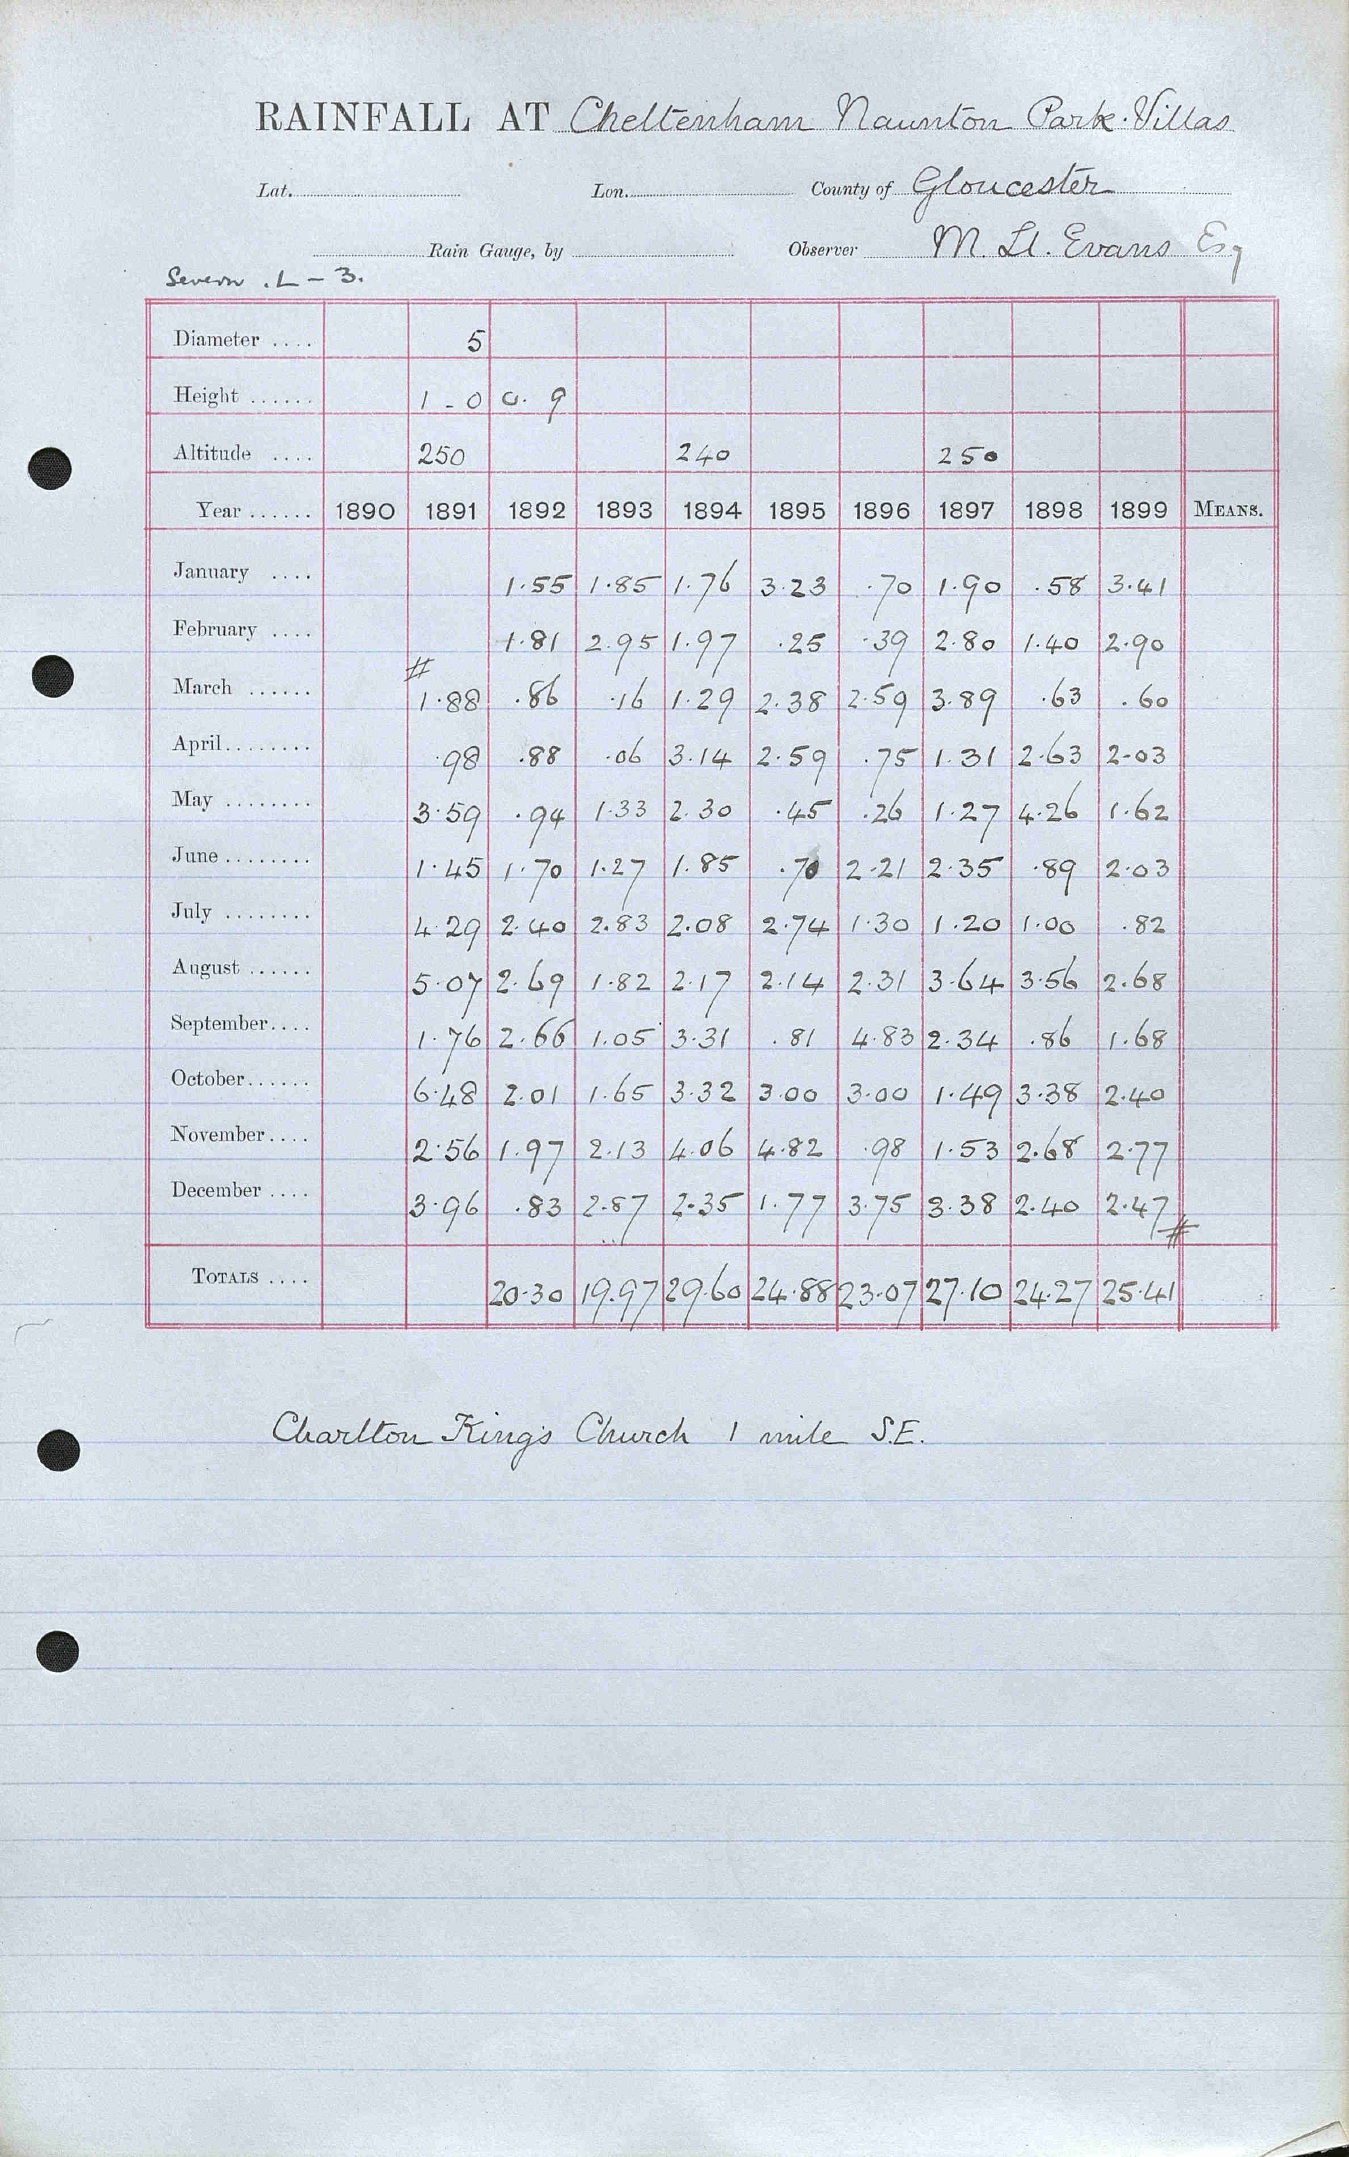 RAINFALL AT Cheltenham Naunton Park Villas
Lat. Lon. County of Gloucester
Rain Gauge, by Observer M. Ll. Evans Esq
Severn . L - 3.
Diameter .... 5
Height ...... 1 - 0 0. 9
Altitude .... 250 240 250
Year ...... 1890 1891 1892 1893 1894 1895 1896 1897 1898 1899 MEANS.
January .... 1.55 1.85 1.76 3.23 .70 1.90 .58 3.41
February .... 1.81 2.95 1.97 .25 .39 2.80 1.40 2.90
#
March ...... 1.88 .86 .16 1.29 2.38 2.59 3.89 .63 .60
April........ .98 .88 .06 3.14 2.59 .75 1.31 2.63 2.03
May ........ 3.59 .94 1.33 2.30 .45 .26 1.27 4.26 1.62
June ........ 1.45 1.70 1.27 1.85 .70 2.21 2.35 .89 2.03
July ........ 4.29 2.40 2.83 2.08 2.74 1.30 1.20 1.00 .82
August ...... 5.07 2.69 1.82 2.17 2.14 2.31 3.64 3.56 2.68
September.... 1.76 2.66 1.05 3.31 .81 4.83 2.34 .86 1.68
October...... 6.48 2.01 1.65 3.32 3.00 3.00 1.49 3.38 2.40
November.... 2.56 1.97 2.13 4.06 4.82 .98 1.53 2.68 2.77
December .... 3.96 .83 2.87 2.35 1.77 3.75 3.38 2.40 2.47 #
TOTALS .... 20.30 19.97 29.60 24.88 23.07 27.10 24.27 25.41
Charlton Kings Church 1 mile S.E.